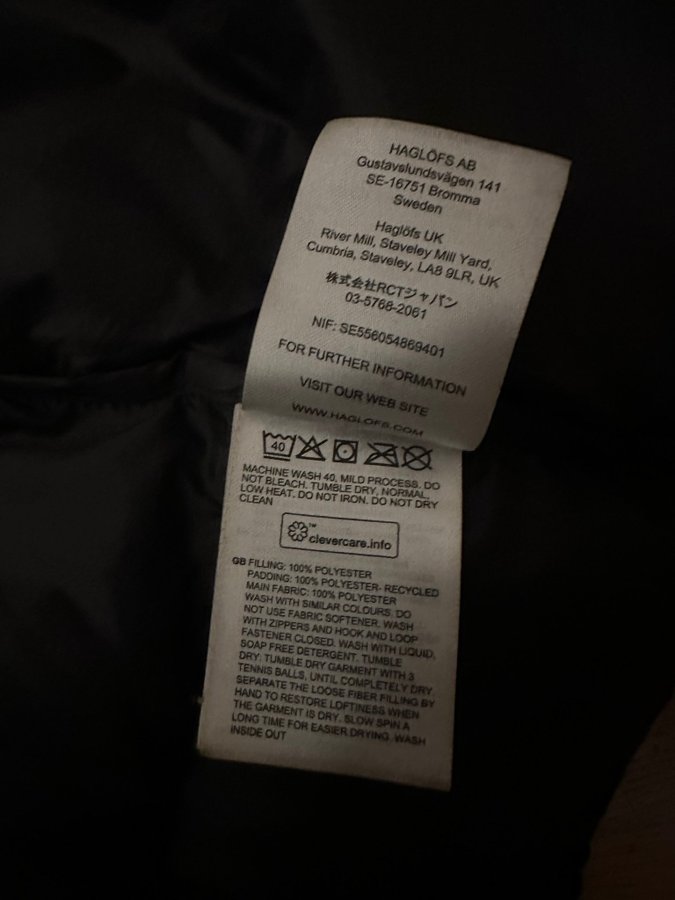 HAGLÖFS AB
Gustavslundsvägen 141
SE-16751 Bromma
Sweden
Haglöfs UK
River Mill, Staveley Mill Yard,
Cumbria, Staveley, LA8 9LR, UK
株式会社RCTジャパン
03-5768-2061
NIF: SE556054869401
FOR FURTHER INFORMATION
VISIT OUR WEB SITE
WWW.HAGLOFS.COM
40
MACHINE WASH 40, MILD PROCESS. DO
NOT BLEACH. TUMBLE DRY, NORMAL,
LOW HEAT. DO NOT IRON. DO NOT DRY
CLEAN
™
clevercare.info
GB FILLING: 100% POLYESTER
PADDING: 100% POLYESTER- RECYCLED
MAIN FABRIC: 100% POLYESTER
WASH WITH SIMILAR COLOURS. DO
NOT USE FABRIC SOFTENER. WASH
WITH ZIPPERS AND HOOK AND LOOP
FASTENER CLOSED. WASH WITH LIQUID,
SOAP FREE DETERGENT. TUMBLE
DRY: TUMBLE DRY GARMENT WITH 3
TENNIS BALLS, UNTIL COMPLETELY DRY.
SEPARATE THE LOOSE FIBER FILLING BY
HAND TO RESTORE LOFTINESS WHEN
THE GARMENT IS DRY. SLOW SPIN A
LONG TIME FOR EASIER DRYING. WASH
INSIDE OUT